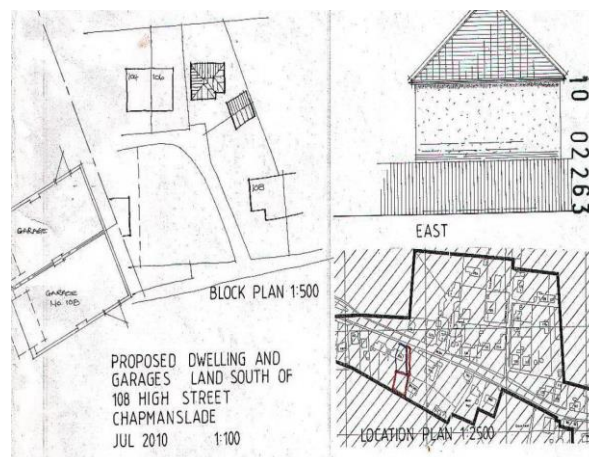 104 106
108
GARAGE
GARAGE
No. 108
BLOCK PLAN 1:500
PROPOSED DWELLING AND
GARAGES LAND SOUTH OF
108 HIGH STREET
CHAPMANSLADE
JUL 2010 1:100
EAST
10 02263
LOCATION PLAN 1:2500